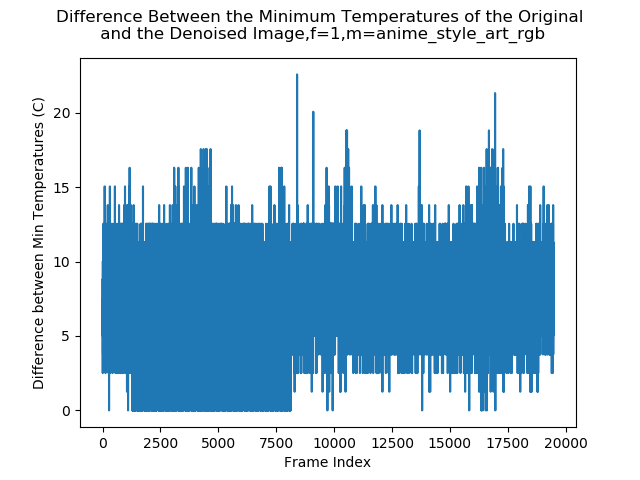 Difference Between the Minimum Temperatures of the Original
and the Denoised Image,f=1,m=anime_style_art_rgb
Difference between Min Temperatures (C)
20
15
10
5
0
0 2500 5000 7500 10000 12500 15000 17500 20000
Frame Index